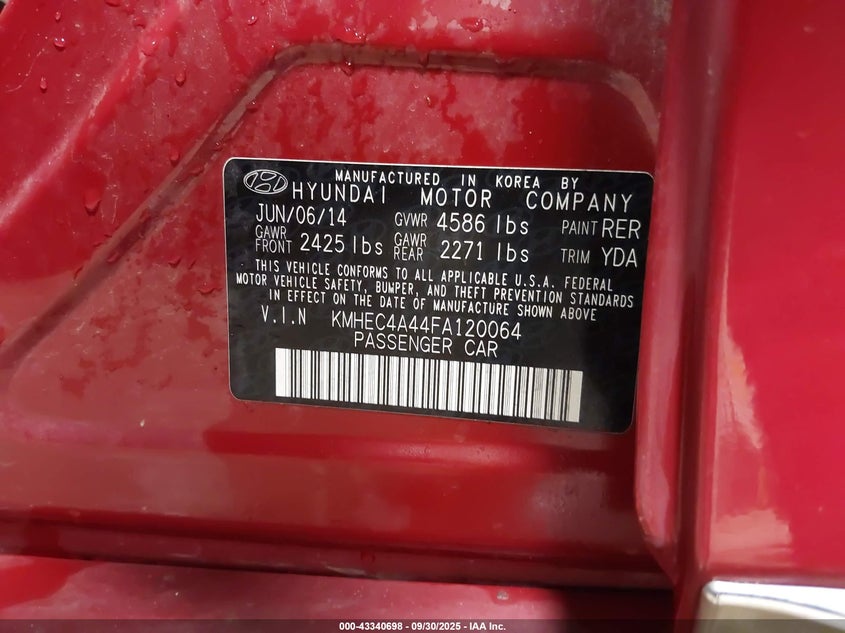 MANUFACTURED IN KOREA BY
HYUNDAI MOTOR COMPANY
JUN/06/14 GVWR 4586 lbs PAINT RER
GAWR FRONT 2425 lbs GAWR REAR 2271 lbs TRIM YDA
THIS VEHICLE CONFORMS TO ALL APPLICABLE U.S.A. FEDERAL
MOTOR VEHICLE SAFETY, BUMPER, AND THEFT PREVENTION STANDARDS
IN EFFECT ON THE DATE OF MANUFACTURE SHOWN ABOVE
V.I.N KMHEC4A44FA120064
PASSENGER CAR
000-43340698 - 09/30/2025 - IAA Inc.